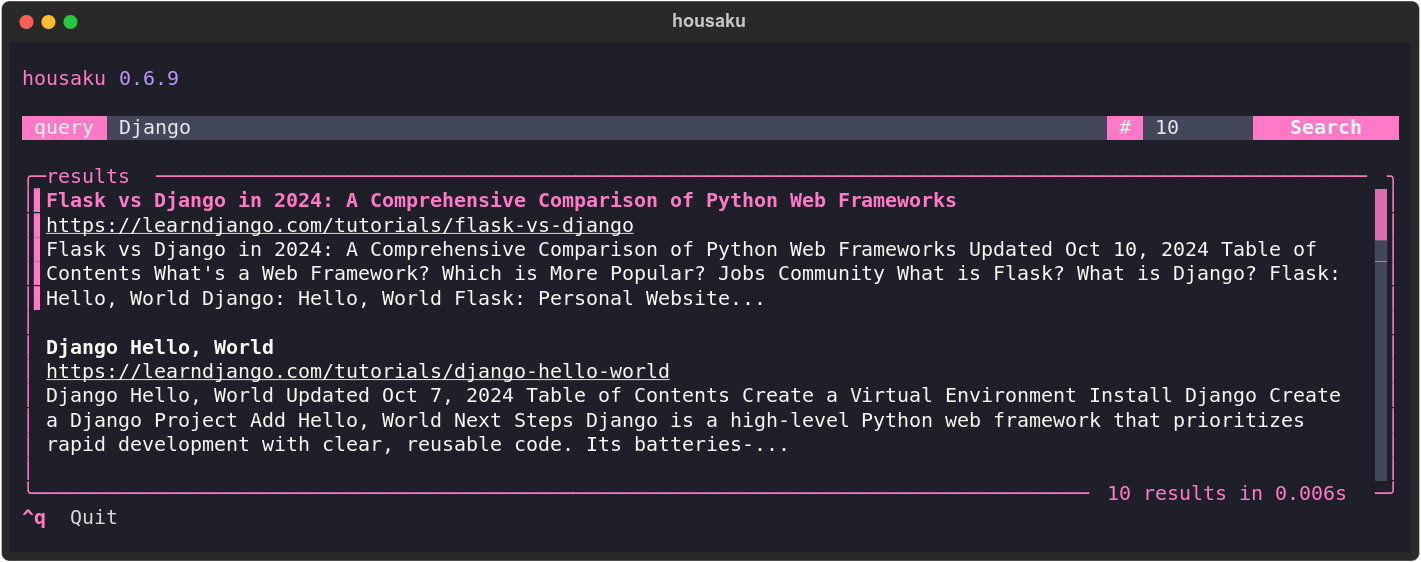 housaku
housaku 0.6.9
query Django # 10 Search
results
Flask vs Django in 2024: A Comprehensive Comparison of Python Web Frameworks
https://learndjango.com/tutorials/flask-vs-django
Flask vs Django in 2024: A Comprehensive Comparison of Python Web Frameworks Updated Oct 10, 2024 Table of
Contents What's a Web Framework? Which is More Popular? Jobs Community What is Flask? What is Django? Flask:
Hello, World Django: Hello, World Flask: Personal Website...
Django Hello, World
https://learndjango.com/tutorials/django-hello-world
Django Hello, World Updated Oct 7, 2024 Table of Contents Create a Virtual Environment Install Django Create
a Django Project Add Hello, World Next Steps Django is a high-level Python web framework that prioritizes
rapid development with clear, reusable code. Its batteries-...
10 results in 0.006s
^q Quit